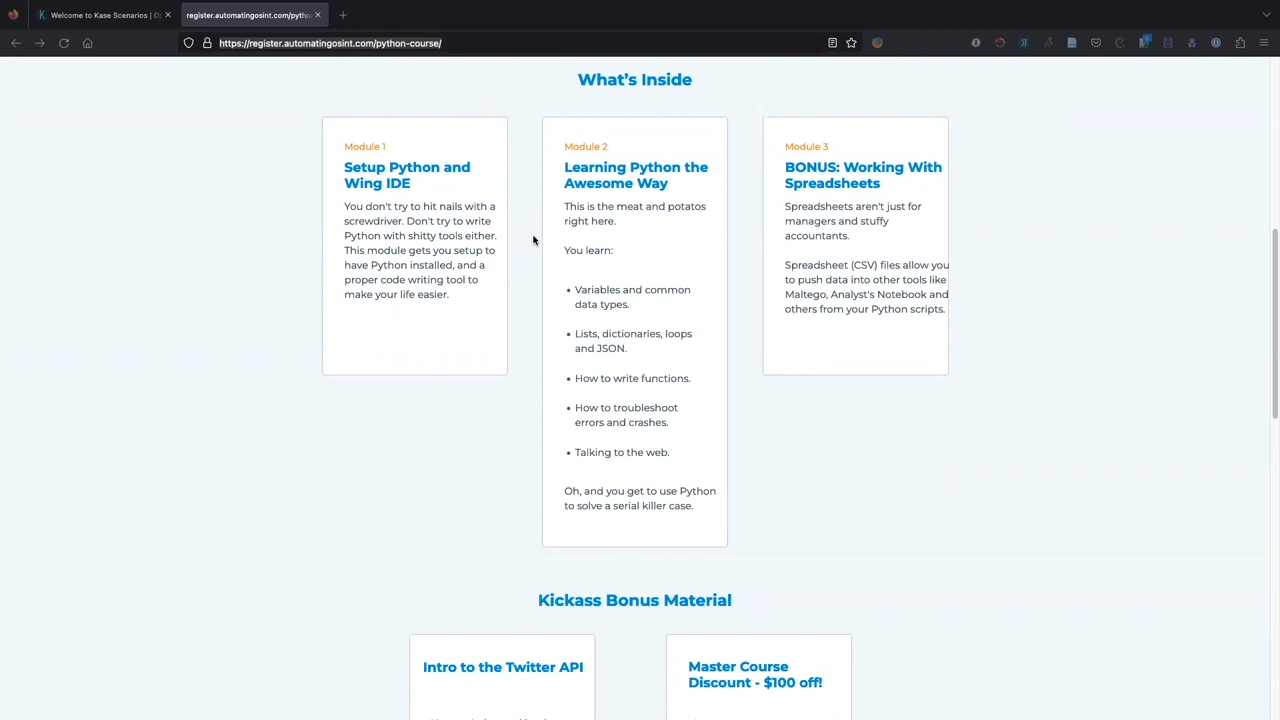 Welcome to Kase Scenarios | Op
register.automatingosint.com/pytho
https://register.automatingosint.com/python-course/
What's Inside
Module 1
Setup Python and
Wing IDE
You don't try to hit nails with a
screwdriver. Don't try to write
Python with shitty tools either.
This module gets you setup to
have Python installed, and a
proper code writing tool to
make your life easier.
Module 2
Learning Python the
Awesome Way
This is the meat and potatos
right here.
You learn:
• Variables and common
data types.
• Lists, dictionaries, loops
and JSON.
• How to write functions.
• How to troubleshoot
errors and crashes.
• Talking to the web.
Oh, and you get to use Python
to solve a serial killer case.
Module 3
BONUS: Working With
Spreadsheets
Spreadsheets aren't just for
managers and stuffy
accountants.
Spreadsheet (CSV) files allow you
to push data into other tools like
Maltego, Analyst's Notebook and
others from your Python scripts.
Kickass Bonus Material
Intro to the Twitter API
Master Course
Discount - $100 off!